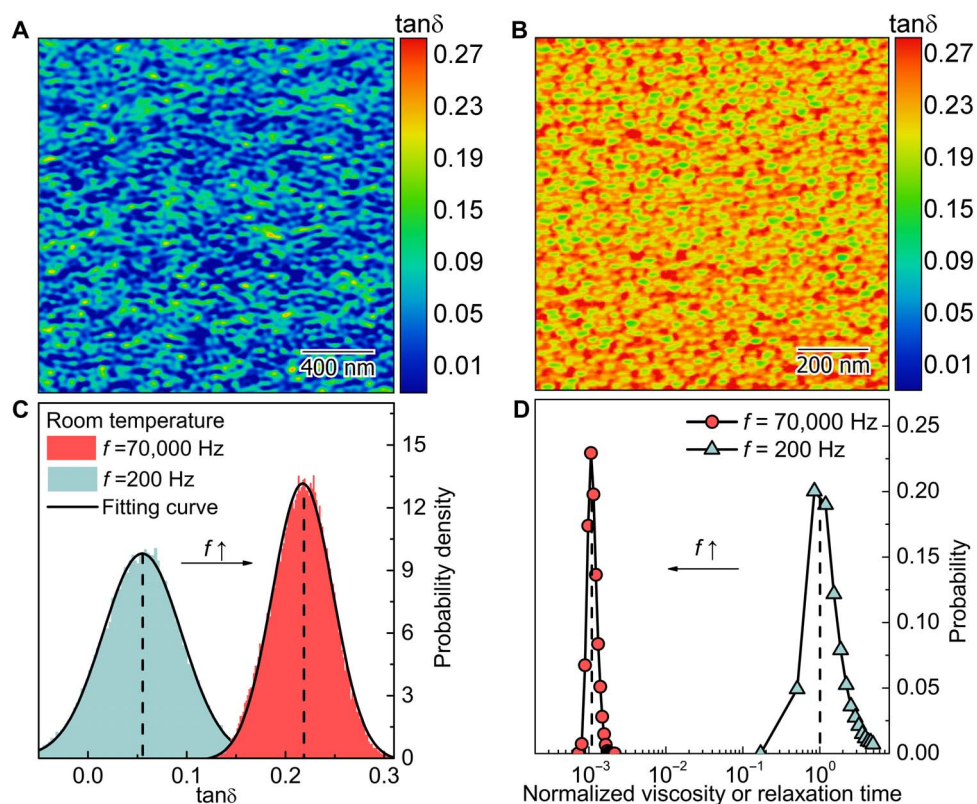 A
tanδ
0.27
0.23
0.19
0.14
0.09
0.05
0.01
400 nm
B
tanδ
0.27
0.23
0.19
0.14
0.09
0.05
0.01
200 nm
C
Room temperature
f =70,000 Hz
f =200 Hz
Fitting curve
f ↑
15
12
9
6
3
0
Probability density
0.0
0.1
0.2
0.3
tanδ
D
f = 70,000 Hz
f = 200 Hz
f ↑
0.25
0.20
0.15
0.10
0.05
0.00
Probability
10⁻³
10⁻²
10⁻¹
10⁰
Normalized viscosity or relaxation time